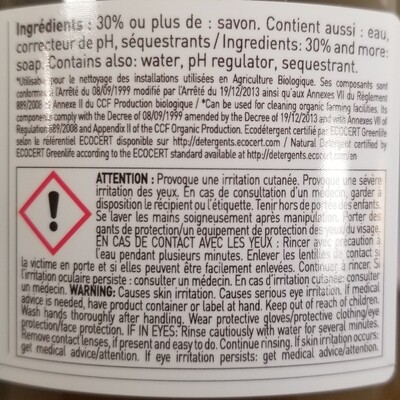 Ingrédients : 30% ou plus de : savon. Contient aussi : eau,
correcteur de pH, séquestrants / Ingredients: 30% and more:
soap. Contains also: water, pH regulator, sequestrant.
*Utilisable pour le nettoyage des installations utilisées en Agriculture Biologique. Ses composants sont
conformes à l'Arrêté du 08/09/1999 modifié par l'Arrêté du 19/12/2013 ainsi qu'aux Annexes VII du Règlement
889/2008 & Annexe II du CCF Production biologique / *Can be used for cleaning organic farming facilities. Its
components comply with the Decree of 08/09/1999 amended by the Decree of 19/12/2013 and with Annexes VII of
Regulation 889/2008 and Appendix II of the CCF Organic Production. Ecodétergent certifié par ECOCERT Greenlife
selon le référentiel ECOCERT disponible sur http://detergents.ecocert.com / Natural Detergent certified by
ECOCERT Greenlife according to the ECOCERT standard available at http://detergents.ecocert.com/en
ATTENTION : Provoque une irritation cutanée. Provoque une sévère
irritation des yeux. En cas de consultation d'un médecin, garder à
disposition le récipient ou l'étiquette. Tenir hors de portée des enfants.
Se laver les mains soigneusement après manipulation. Porter des
gants de protection/un équipement de protection des yeux/du visage.
EN CAS DE CONTACT AVEC LES YEUX : Rincer avec précaution à
l'eau pendant plusieurs minutes. Enlever les lentilles de contact si
la victime en porte et si elles peuvent être facilement enlevées. Continuer à rincer. Si
l'irritation oculaire persiste : consulter un médecin. En cas d'irritation cutanée: consulter
un médecin. WARNING: Causes skin irritation. Causes serious eye irritation. If medical
advice is needed, have product container or label at hand. Keep out of reach of children.
Wash hands thoroughly after handling. Wear protective gloves/protective clothing/eye
protection/face protection. IF IN EYES: Rinse cautiously with water for several minutes.
Remove contact lenses, if present and easy to do. Continue rinsing. If skin irritation occurs:
get medical advice/attention. If eye irritation persists: get medical advice/attention.